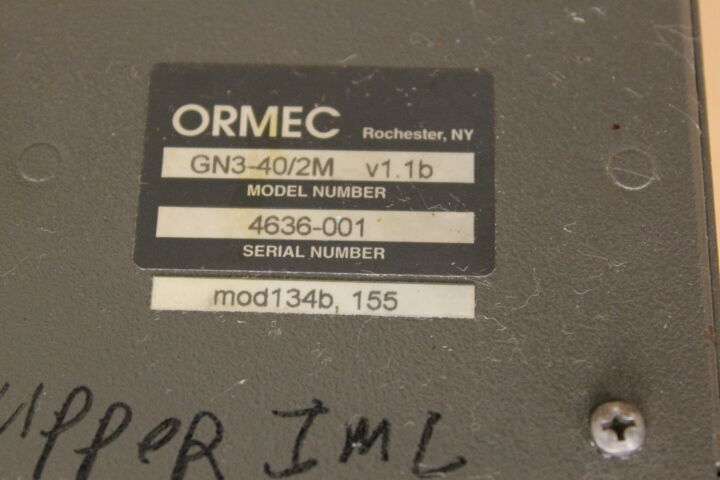 ORMEC Rochester, NY
GN3-40/2M v1.1b
MODEL NUMBER
4636-001
SERIAL NUMBER
mod134b, 155
UPPER IML